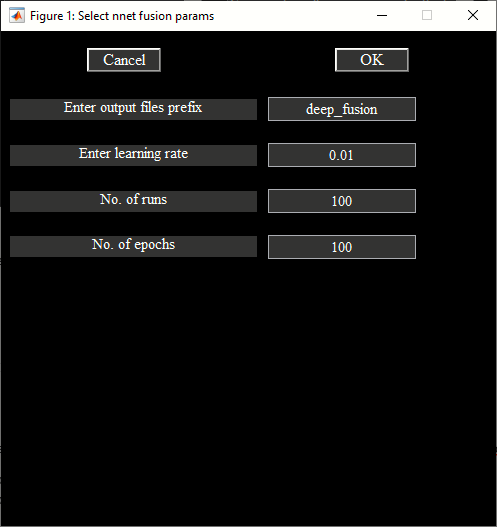 Figure 1: Select nnet fusion params
Cancel OK
Enter output files prefix deep_fusion
Enter learning rate 0.01
No. of runs 100
No. of epochs 100